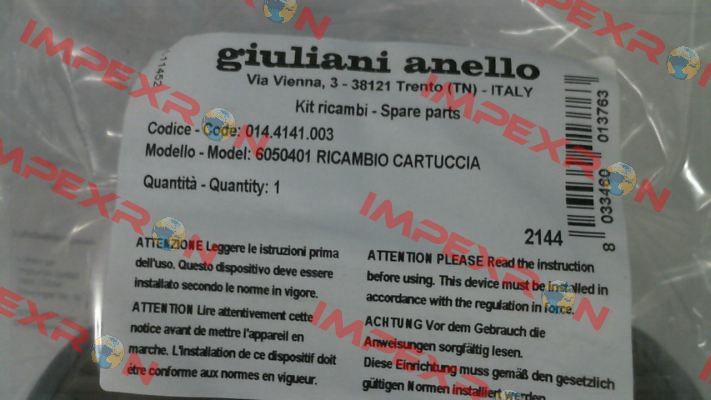 giuliani anello
Via Vienna, 3 - 38121 Trento (TN) - ITALY
Kit ricambi - Spare parts
Codice - Code: 014.4141.003
Modello - Model: 6050401 RICAMBIO CARTUCCIA
Quantità - Quantity: 1
2144
8 033460 013763
ATTENZIONE Leggere le istruzioni prima
dell'uso. Questo dispositivo deve essere
installato secondo le norme in vigore.
ATTENTION Lire attentivement cette
notice avant de mettre l'appareil en
marche. L'installation de ce dispositif doit
être conforme aux normes en vigueur.
ATTENTION PLEASE Read the instruction
before using. This device must be installed in
accordance with the regulation in force.
ACHTUNG Vor dem Gebrauch die
Anweisungen sorgfältig lesen.
Diese Einrichtung muss gemäß den gesetzlich
gültigen Normen installiert werden
IMPEXRON
IMPEXRON
IMPEXRON
IMPEXRON
IMPEXRON
IMPEXRON